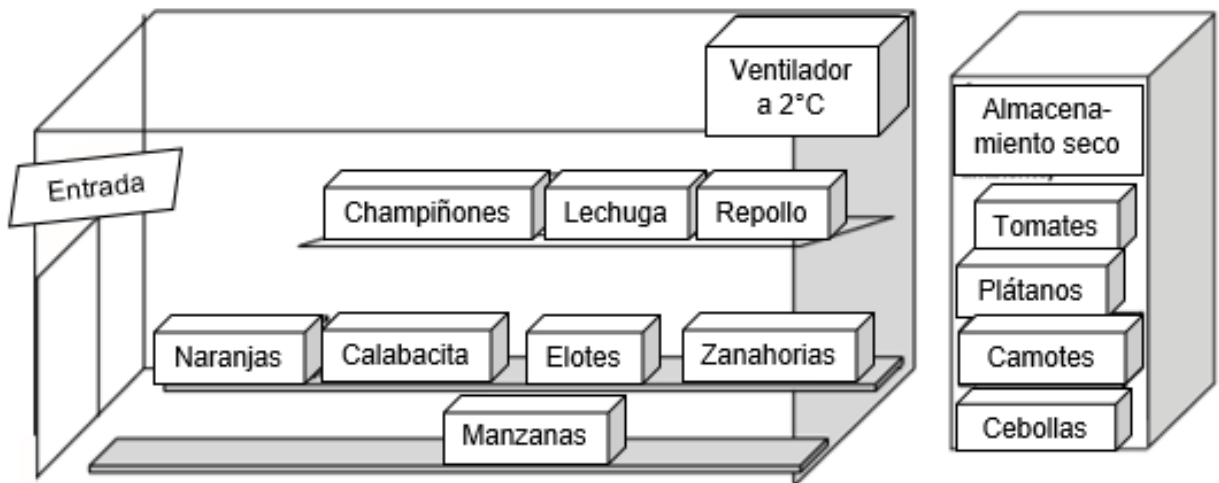 Ventilador
a 2°C
Entrada
Champiñones
Lechuga
Repollo
Naranjas
Calabacita
Elotes
Zanahorias
Manzanas
Almacena-
miento seco
Tomates
Plátanos
Camotes
Cebollas